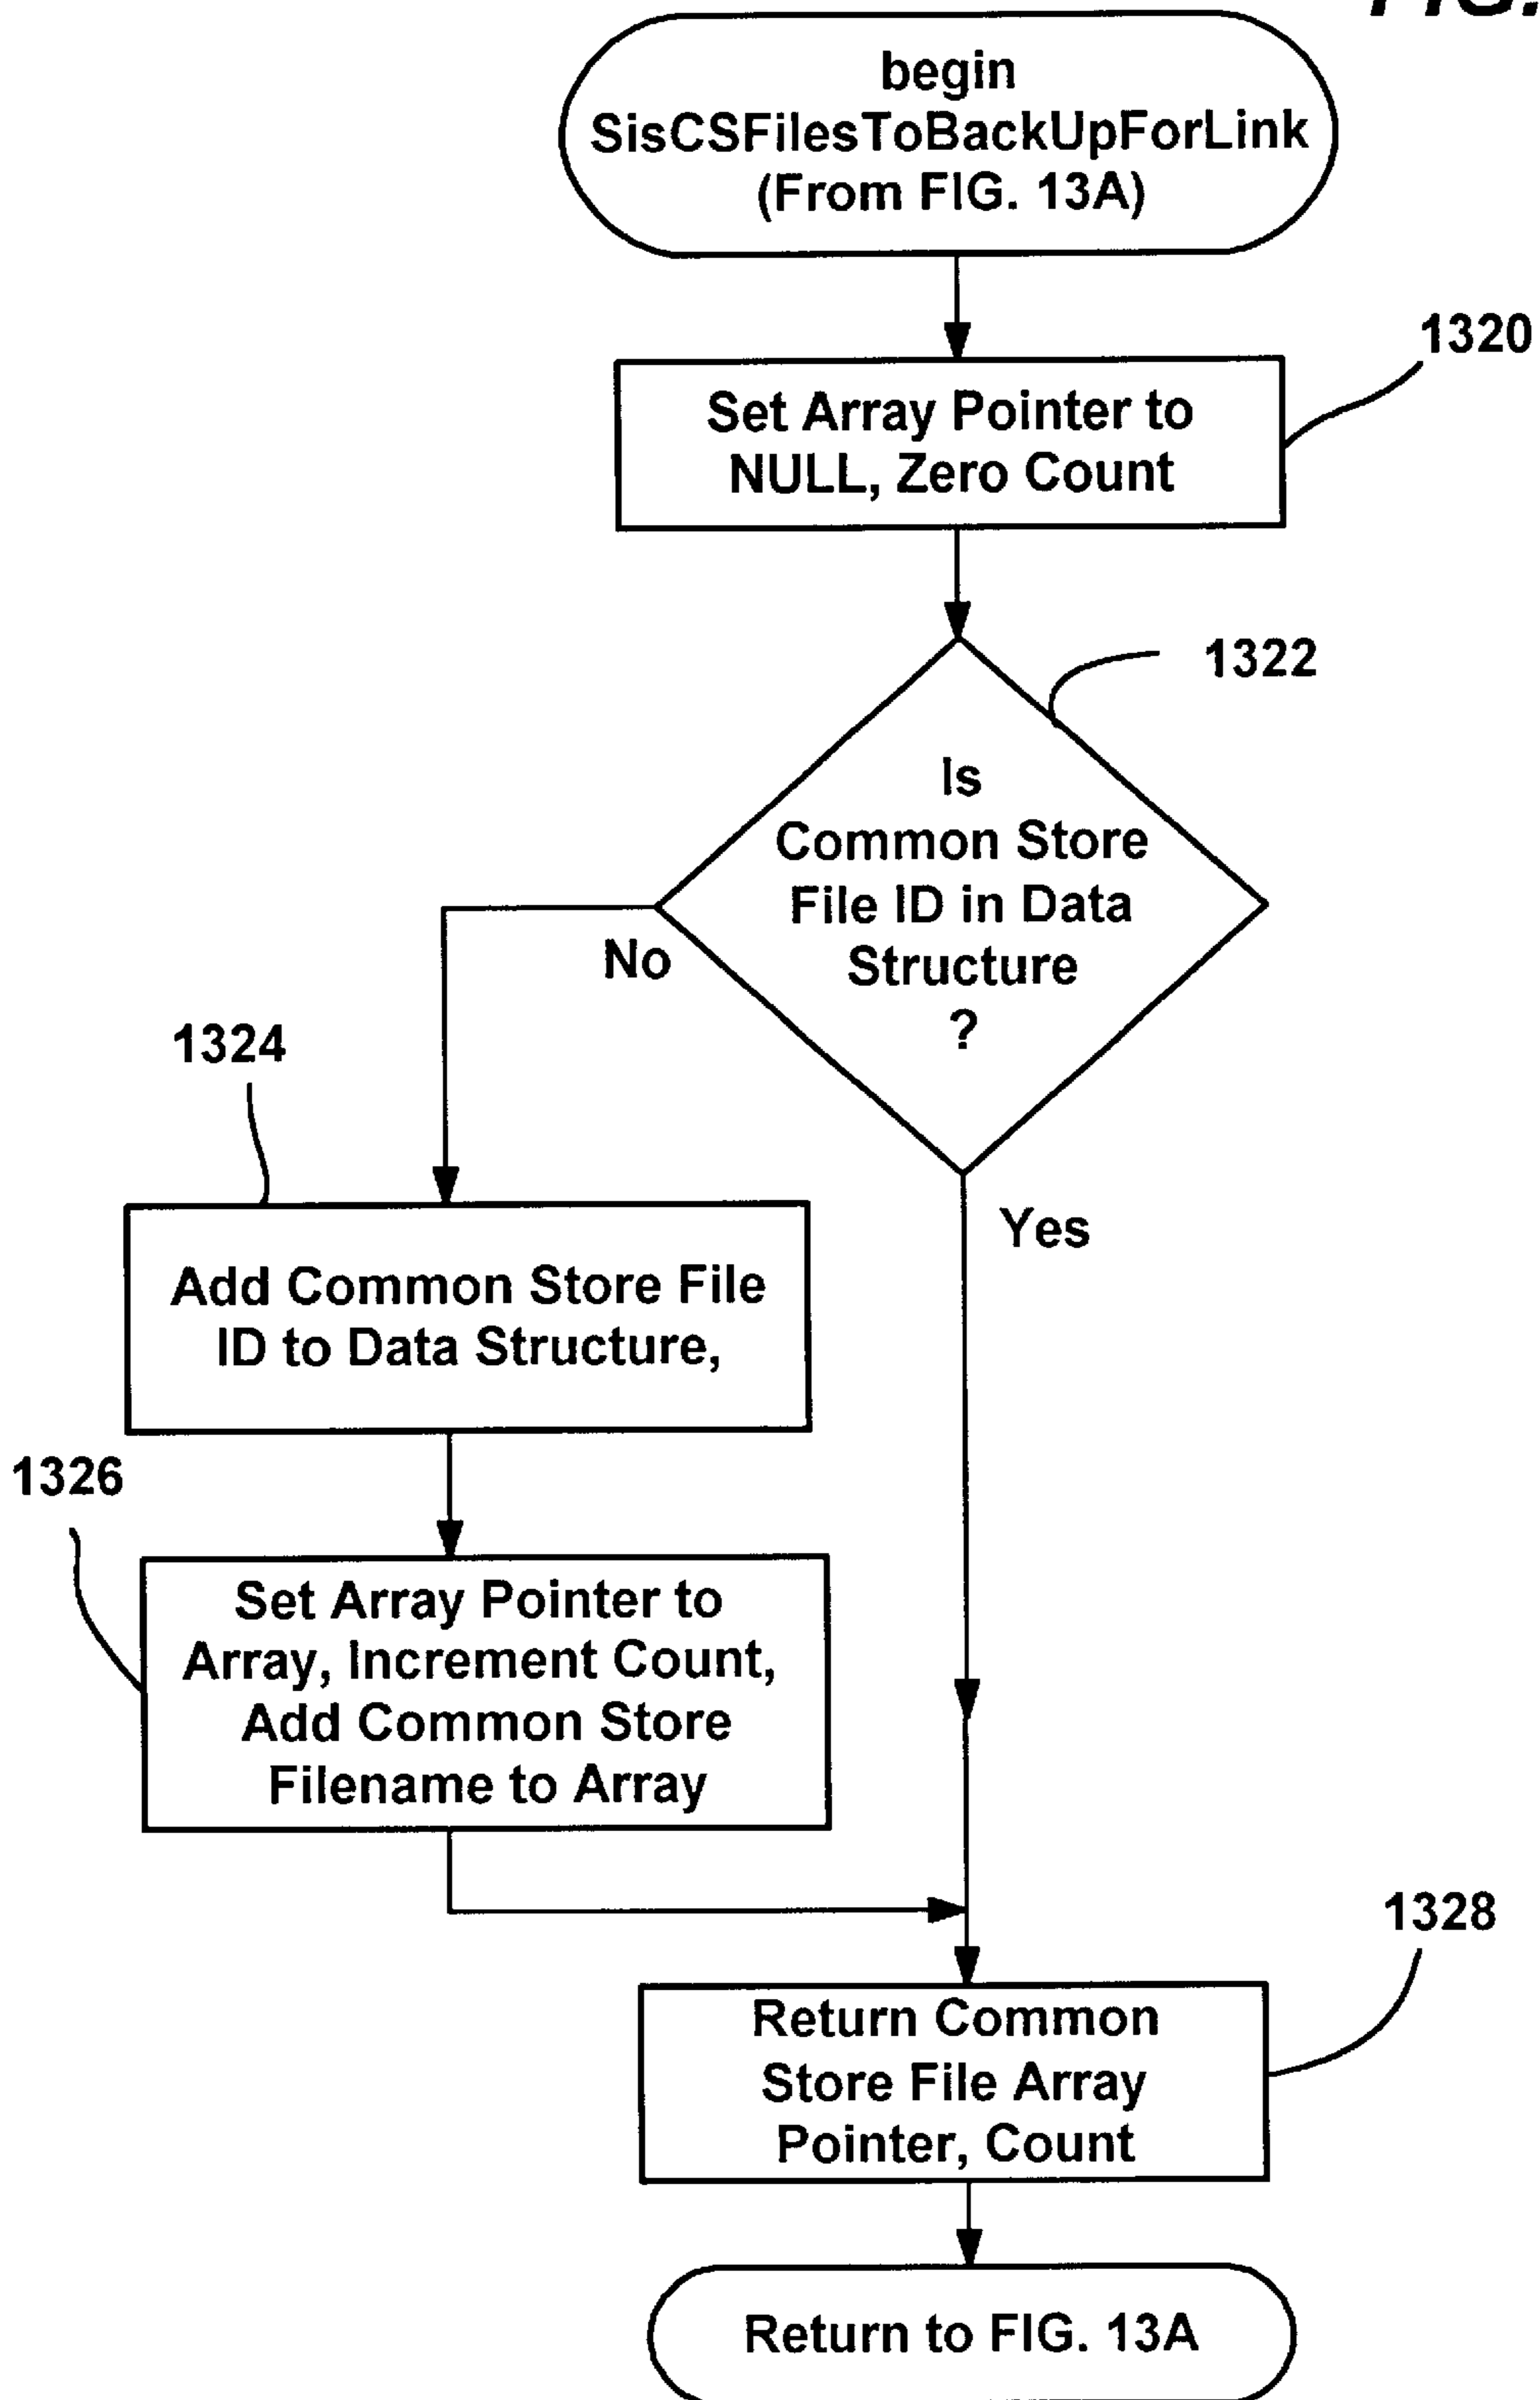 FIG.
begin
SisCSFilesToBackUpForLink
(From FIG. 13A)
1320
Set Array Pointer to
NULL, Zero Count
1322
Is
Common Store
File ID in Data
Structure
?
No
Yes
1324
Add Common Store File
ID to Data Structure,
1326
Set Array Pointer to
Array, Increment Count,
Add Common Store
Filename to Array
1328
Return Common
Store File Array
Pointer, Count
Return to FIG. 13A